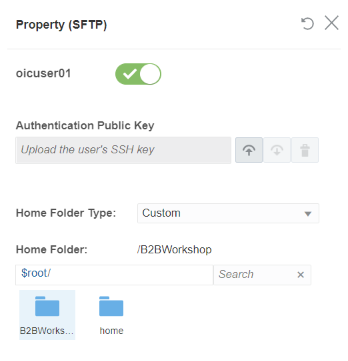 Property (SFTP)
oicuser01
Authentication Public Key
Upload the user's SSH key
Home Folder Type: Custom
Home Folder: /B2BWorkshop
$root/ Search
B2BWorks... home